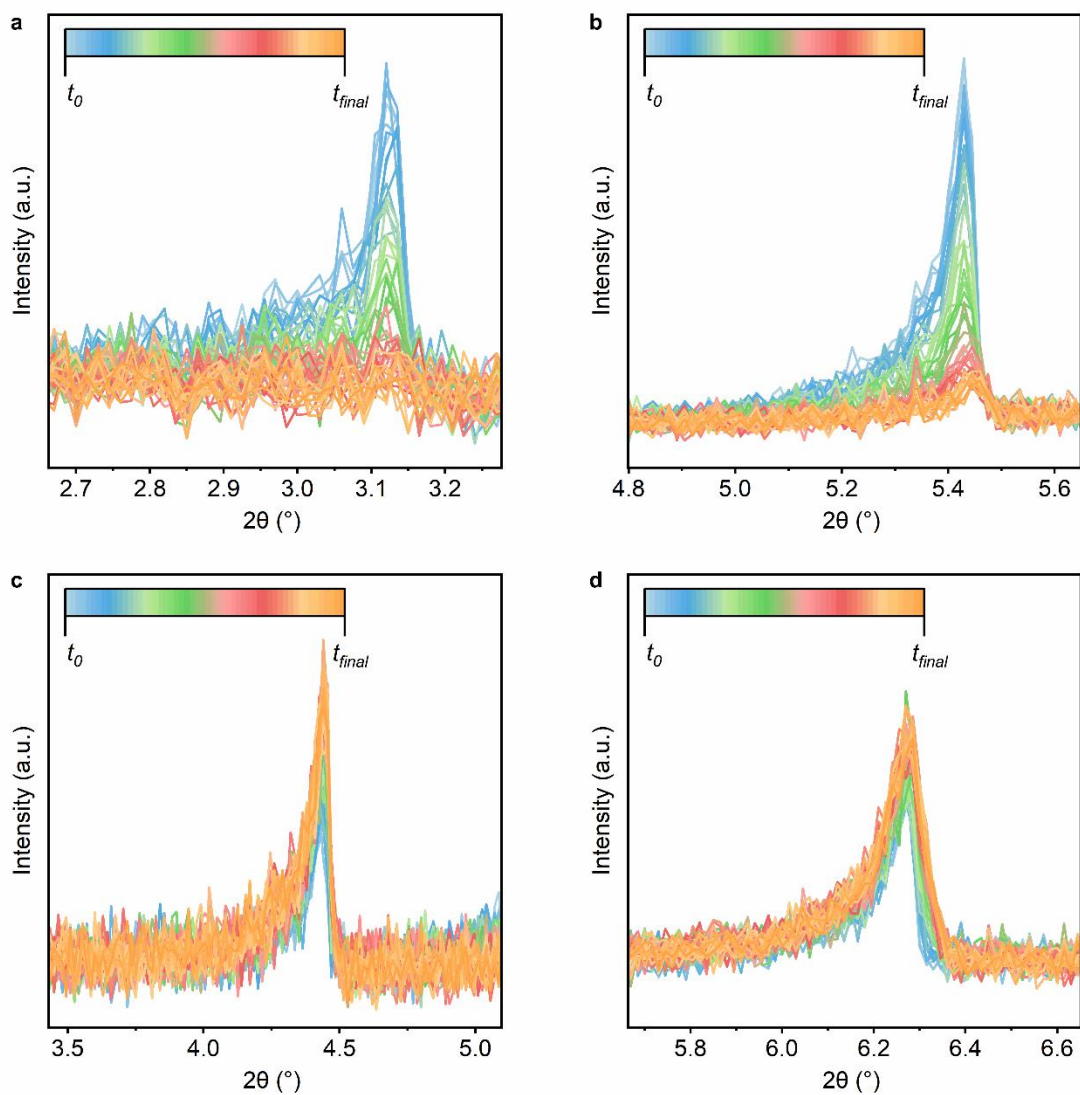 a
t0
tfinal
Intensity (a.u.)
2.7 2.8 2.9 3.0 3.1 3.2
2θ (°)
b
t0
tfinal
Intensity (a.u.)
4.8 5.0 5.2 5.4 5.6
2θ (°)
c
t0
tfinal
Intensity (a.u.)
3.5 4.0 4.5 5.0
2θ (°)
d
t0
tfinal
Intensity (a.u.)
5.8 6.0 6.2 6.4 6.6
2θ (°)